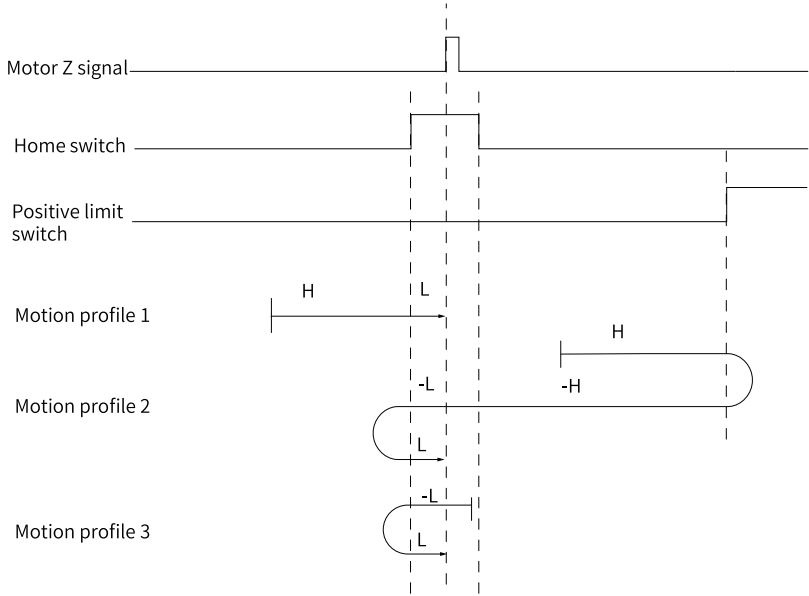 Motor Z signal
Home switch
Positive limit
switch
H
L
Motion profile 1
H
-L
-H
Motion profile 2
L
-L
Motion profile 3
L